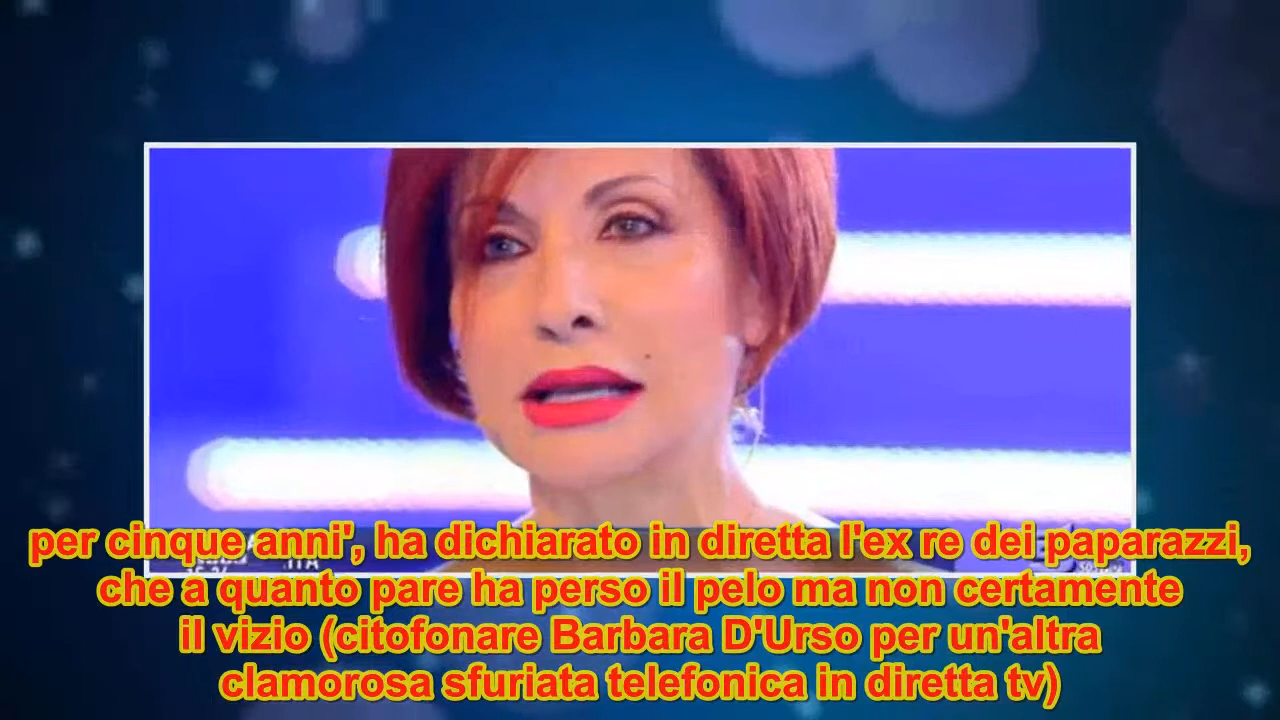 per cinque anni', ha dichiarato in diretta l'ex re dei paparazzi,
che a quanto pare ha perso il pelo ma non certamente
il vizio (citofonare Barbara D'Urso per un'altra
clamorosa sfuriata telefonica in diretta tv)